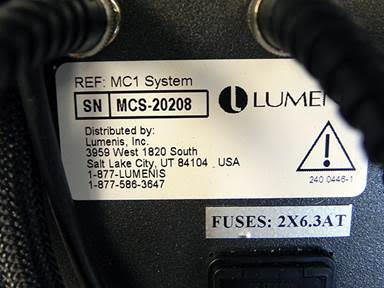 REF: MC1 System
SN MCS-20208
LUMENIS
Distributed by:
Lumenis, Inc.
3959 West 1820 South
Salt Lake City, UT 84104 . USA
1-877-LUMENIS
1-877-586-3647
240 0446-1
FUSES: 2X6.3AT